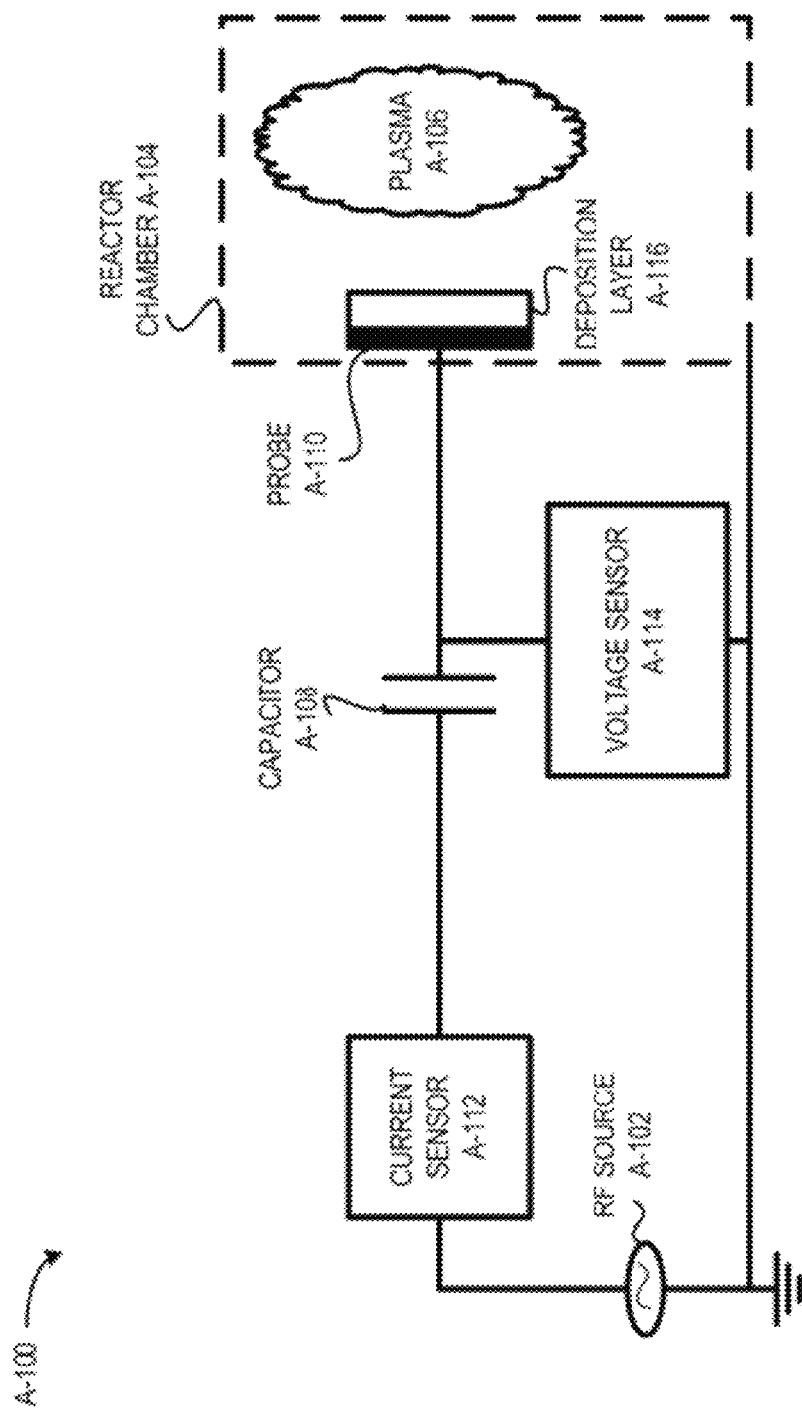 A-100
REACTOR
CHAMBER A-104
PLASMA
A-106
PROBE
A-110
DEPOSITION
LAYER
A-116
CAPACITOR
A-108
VOLTAGE SENSOR
A-114
CURRENT
SENSOR
A-112
RF SOURCE
A-102